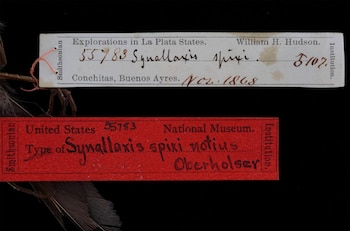 Smithsonian
Explorations in La Plata States. William H. Hudson.
55783 Synallaxis spixi. ♂
Conchitas, Buenos Ayres. Nov. 1868
Institution.
Smithsonian
United States 55783 National Museum.
Type of Synallaxis spixi notius
Oberholser
Institution.